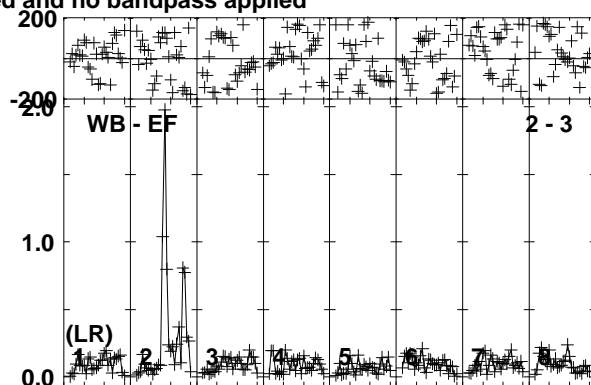 ed and no bandpass applied
200
-200
2.0
WB - EF 2 - 3
1.0
(LR)
1 2 3 4 5 6 7 8
0.0